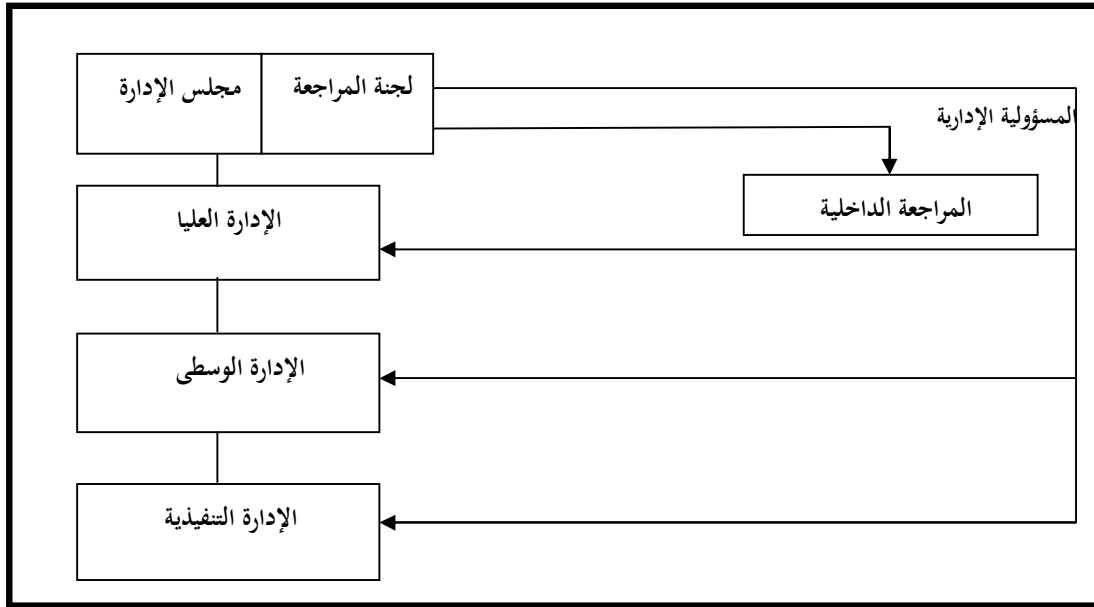 لجنة المراجعة
مجلس الإدارة
المسؤولية الإدارية
المراجعة الداخلية
الإدارة العليا
الإدارة الوسطى
الإدارة التنفيذية